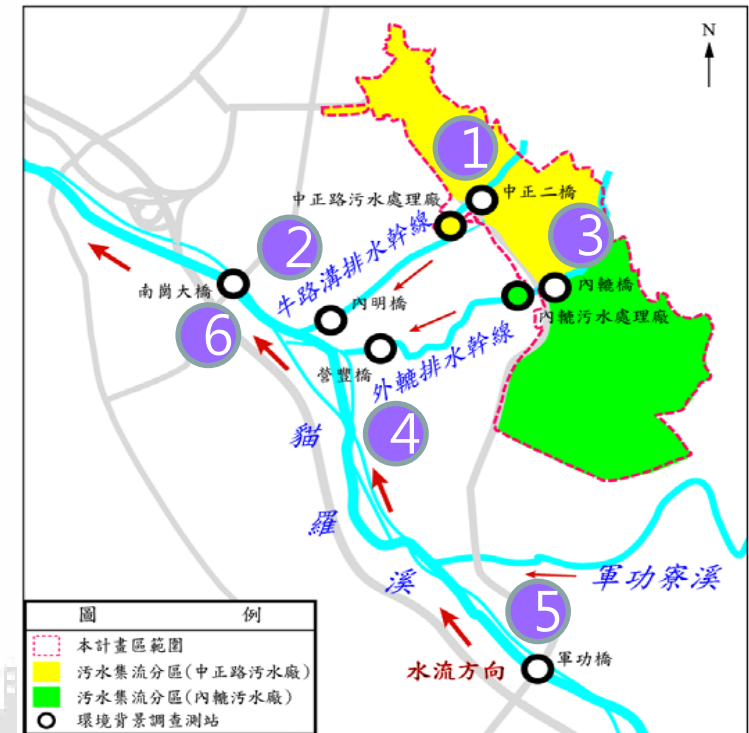 N
1
中正路污水處理廠
中正二橋
3
2
牛路溝排水幹線
內轆橋
南崗大橋
內明橋
內轆污水處理廠
6
營豐橋
外轆排水幹線
4
貓羅溪
軍功寮溪
5
水流方向
軍功橋
圖 例
本計畫區範圍
污水集流分區(中正路污水廠)
污水集流分區(內轆污水廠)
環境背景調查測站